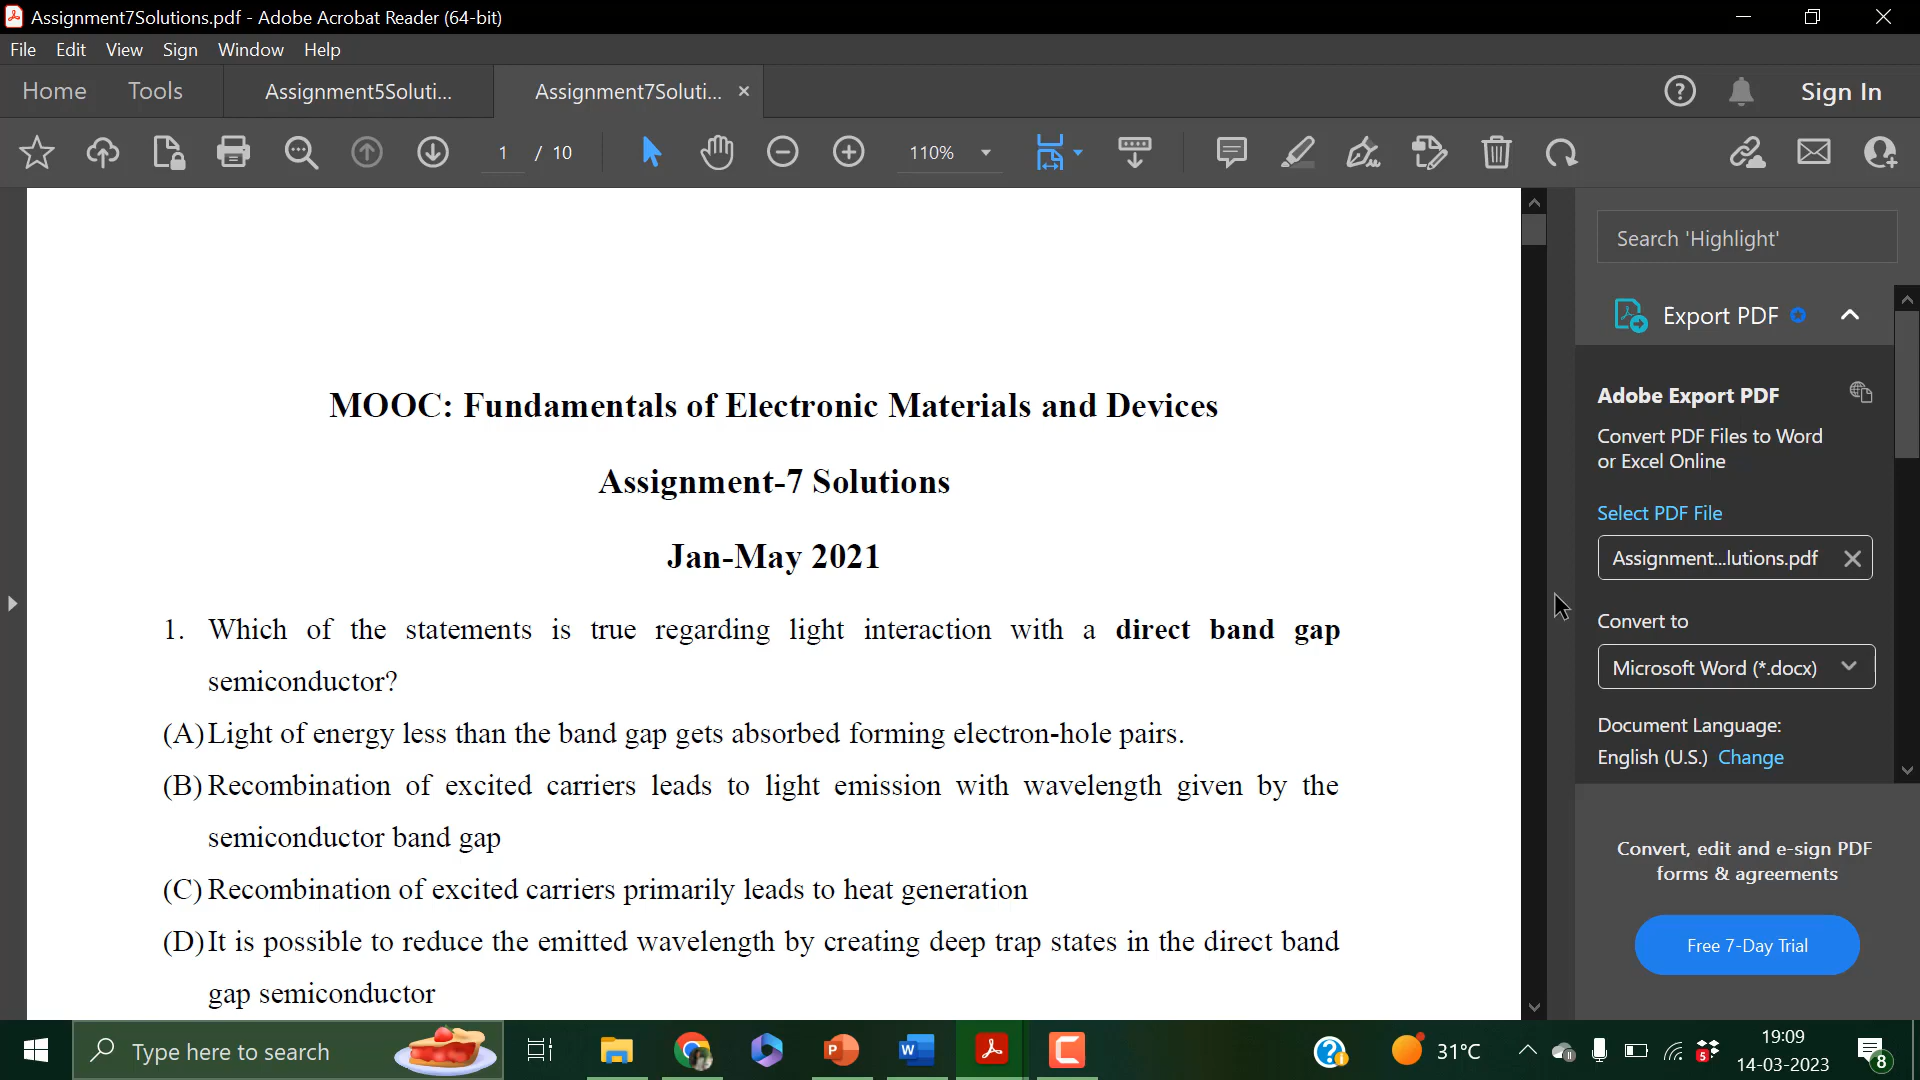 Assignment7Solutions.pdf - Adobe Acrobat Reader (64-bit)
File Edit View Sign Window Help
Home Tools Assignment5Soluti... Assignment7Soluti... Sign In
1 / 10 110%
Search 'Highlight'
Export PDF
Adobe Export PDF
Convert PDF Files to Word
or Excel Online
Select PDF File
Assignment...lutions.pdf
Convert to
Microsoft Word (*.docx)
Document Language:
English (U.S.) Change
Convert, edit and e-sign PDF
forms & agreements
Free 7-Day Trial
MOOC: Fundamentals of Electronic Materials and Devices
Assignment-7 Solutions
Jan-May 2021
1. Which of the statements is true regarding light interaction with a direct band gap
semiconductor?
(A) Light of energy less than the band gap gets absorbed forming electron-hole pairs.
(B) Recombination of excited carriers leads to light emission with wavelength given by the
semiconductor band gap
(C) Recombination of excited carriers primarily leads to heat generation
(D) It is possible to reduce the emitted wavelength by creating deep trap states in the direct band
gap semiconductor
Type here to search
31°C
5
19:09
14-03-2023
8